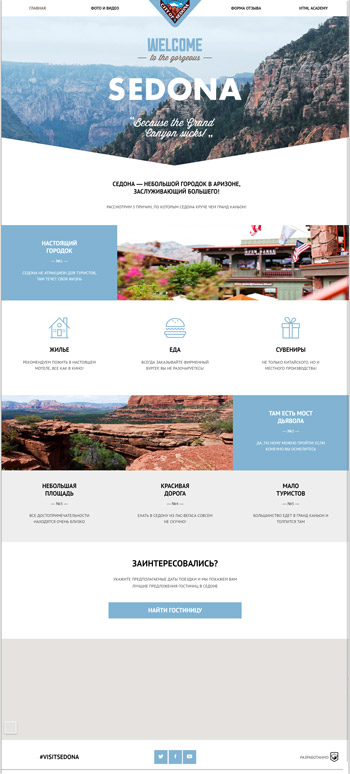 ГЛАВНАЯ
ФОТО И ВИДЕО
ФОРМА ОТЗЫВА
HTML ACADEMY
WELCOME
to the gorgeous
SEDONA
"Because the Grand
Canyon sucks!"
СЕДОНА — НЕБОЛЬШОЙ ГОРОДОК В АРИЗОНЕ,
ЗАСЛУЖИВАЮЩИЙ БОЛЬШЕГО!
РАССМОТРИМ 5 ПРИЧИН, ПО КОТОРЫМ СЕДОНА КРУЧЕ ЧЕМ ГРАНД КАНЬОН!
НАСТОЯЩИЙ
ГОРОДОК
— №1 —
СЕДОНА НЕ АТТРАКЦИОН ДЛЯ ТУРИСТОВ,
ТАМ ТЕЧЕТ СВОЯ ЖИЗНЬ
ЖИЛЬЕ
ЕДА
СУВЕНИРЫ
РЕКОМЕНДУЕМ ПОЖИТЬ В НАСТОЯЩЕМ
МОТЕЛЕ, ВСЕ КАК В КИНО!
ВСЕГДА ЗАКАЗЫВАЙТЕ ФИРМЕННЫЙ
БУРГЕР, ВЫ НЕ РАЗОЧАРУЕТЕСЬ!
НЕ ТОЛЬКО КИТАЙСКОГО, НО И
МЕСТНОГО ПРОИЗВОДСТВА!
ТАМ ЕСТЬ МОСТ
ДЬЯВОЛА
— №2 —
ДА, ПО НЕМУ МОЖНО ПРОЙТИ! ЕСЛИ
КОНЕЧНО ВЫ ОСМЕЛИТЕСЬ
НЕБОЛЬШАЯ
ПЛОЩАДЬ
— №3 —
ВСЕ ДОСТОПРИМЕЧАТЕЛЬНОСТИ
НАХОДЯТСЯ ОЧЕНЬ БЛИЗКО
КРАСИВАЯ
ДОРОГА
— №4 —
ЕХАТЬ В СЕДОНУ ИЗ ЛАС-ВЕГАСА СОВСЕМ
НЕ СКУЧНО!
МАЛО
ТУРИСТОВ
— №5 —
БОЛЬШИНСТВО ЕДЕТ В ГРАНД КАНЬОН И
ТОЛПИТСЯ ТАМ
ЗАИНТЕРЕСОВАЛИСЬ?
УКАЖИТЕ ПРЕДПОЛАГАЕМЫЕ ДАТЫ ПОЕЗДКИ И МЫ ПОКАЖЕМ ВАМ
ЛУЧШИЕ ПРЕДЛОЖЕНИЯ ГОСТИНИЦ В СЕДОНЕ
НАЙТИ ГОСТИНИЦУ
#VISITSEDONA
РАЗРАБОТАНО